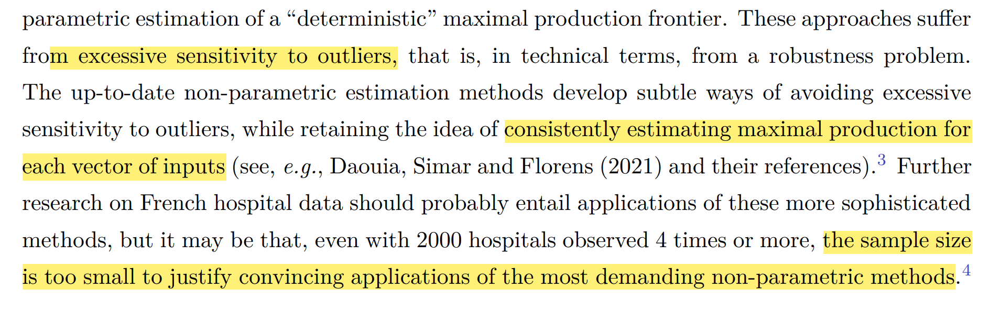 parametric estimation of a “deterministic” maximal production frontier. These approaches suffer
from excessive sensitivity to outliers, that is, in technical terms, from a robustness problem.
The up-to-date non-parametric estimation methods develop subtle ways of avoiding excessive
sensitivity to outliers, while retaining the idea of consistently estimating maximal production for
each vector of inputs (see, e.g., Daouia, Simar and Florens (2021) and their references).3 Further
research on French hospital data should probably entail applications of these more sophisticated
methods, but it may be that, even with 2000 hospitals observed 4 times or more, the sample size
is too small to justify convincing applications of the most demanding non-parametric methods.4